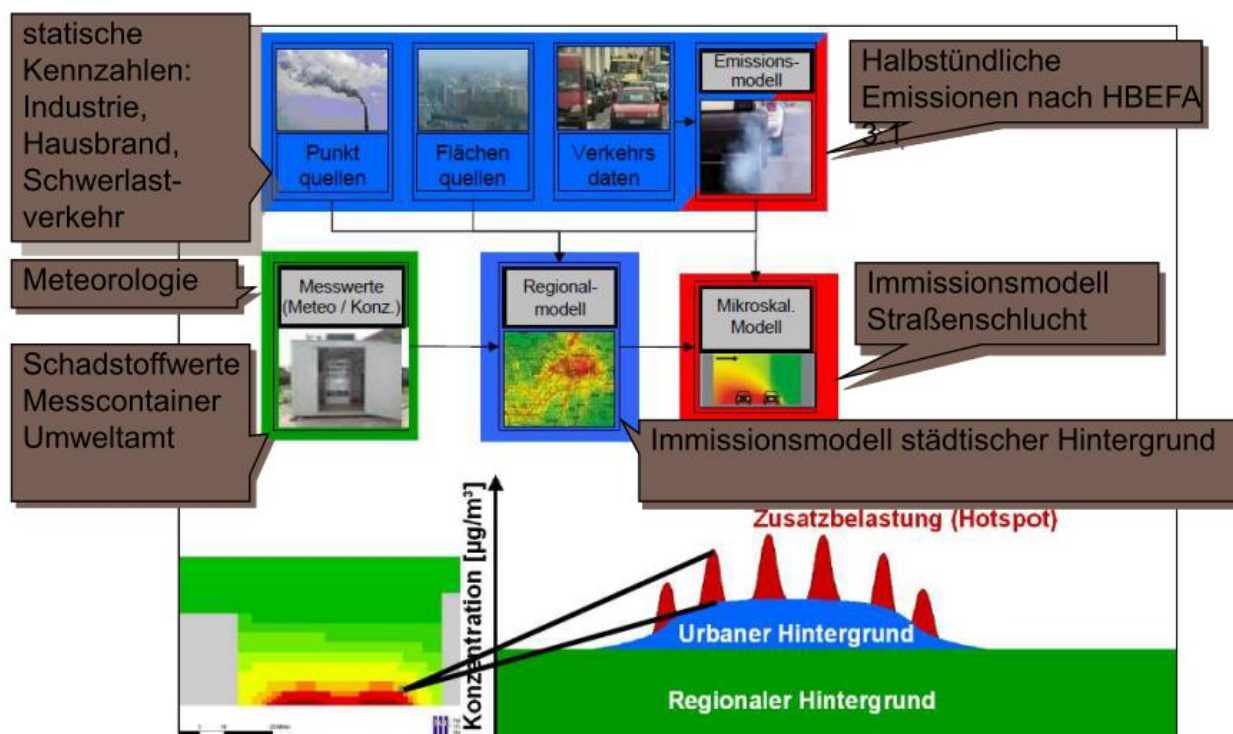 statische
Kennzahlen:
Industrie,
Hausbrand,
Schwerlast-
verkehr
Punkt
quellen
Flächen
quellen
Verkehrs
daten
Emissions-
modell
Halbstündliche
Emissionen nach HBEFA
3.1
Meteorologie
Messwerte
(Meteo / Konz.)
Regional-
modell
Mikroskal.
Modell
Immissionsmodell
Straßenschlucht
Schadstoffwerte
Messcontainer
Umweltamt
Immissionsmodell städtischer Hintergrund
Konzentration [µg/m³]
Zusatzbelastung (Hotspot)
Urbaner Hintergrund
Regionaler Hintergrund